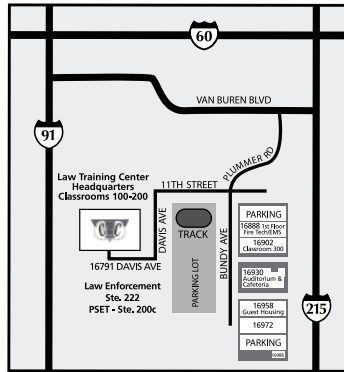 60
VAN BUREN BLVD
91
PLUMMER RD
Law Training Center
Headquarters
Classrooms 100-200
11TH STREET
DAVIS AVE
TRACK
BUNDY AVE
PARKING LOT
16791 DAVIS AVE
Law Enforcement
Ste. 222
PSET - Ste. 200c
PARKING
16888 1st Floor
Fire Tech/EMS
16902
Classroom 300
16930
Auditorium &
Cafeteria
16958
Guest Housing
16972
PARKING
215